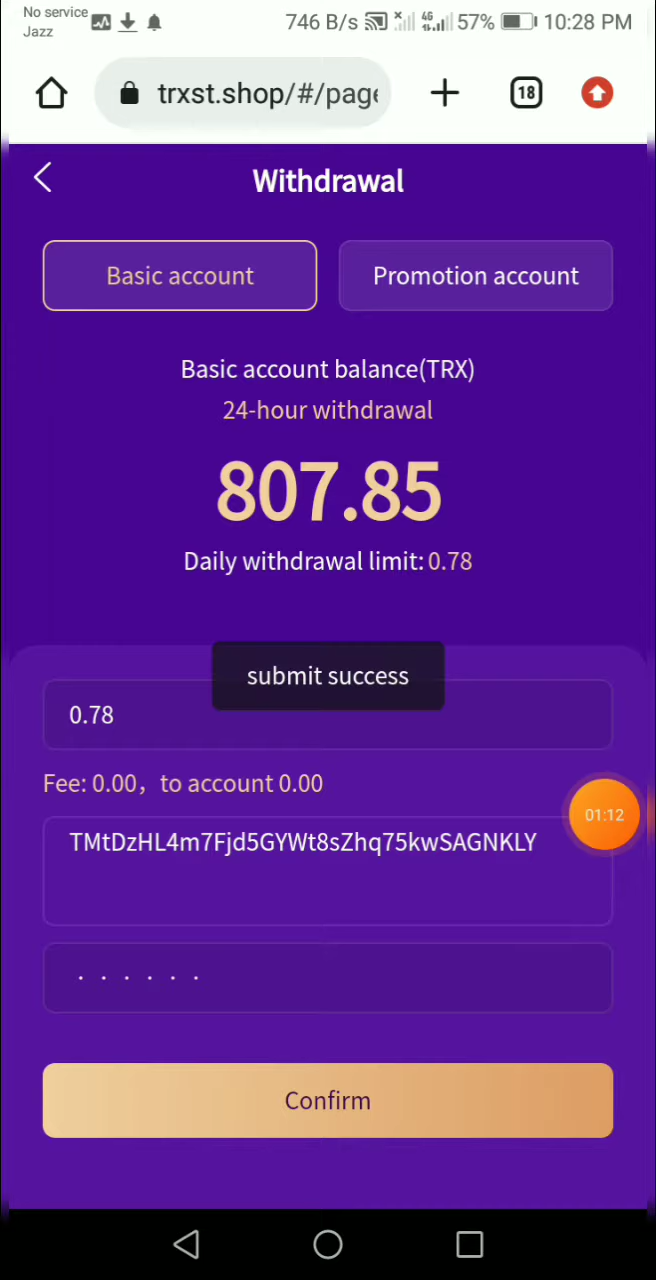 No service
Jazz
746 B/s
4G
57%
10:28 PM
trxst.shop/#/page
18
Withdrawal
Basic account
Promotion account
Basic account balance(TRX)
24-hour withdrawal
807.85
Daily withdrawal limit: 0.78
submit success
0.78
Fee: 0.00，to account 0.00
01:12
TMtDzHL4m7Fjd5GYWt8sZhq75kwSAGNKLY
Confirm